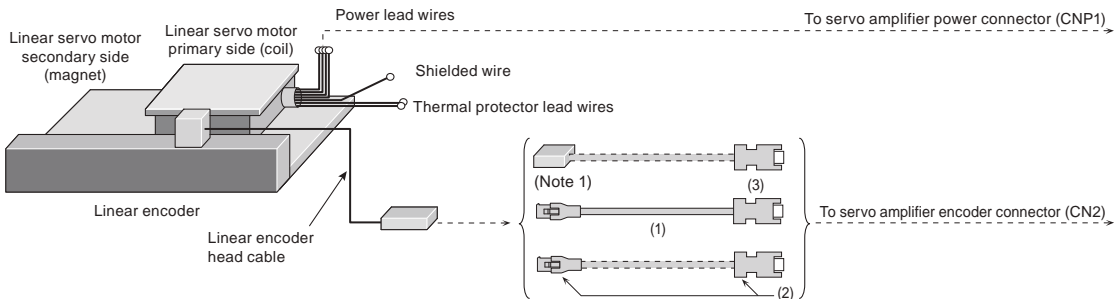 Power lead wires
To servo amplifier power connector (CNP1)
Linear servo motor
secondary side
(magnet)
Linear servo motor
primary side (coil)
Shielded wire
Thermal protector lead wires
(Note 1)
(3)
Linear encoder
(1)
To servo amplifier encoder connector (CN2)
Linear encoder
head cable
(2)